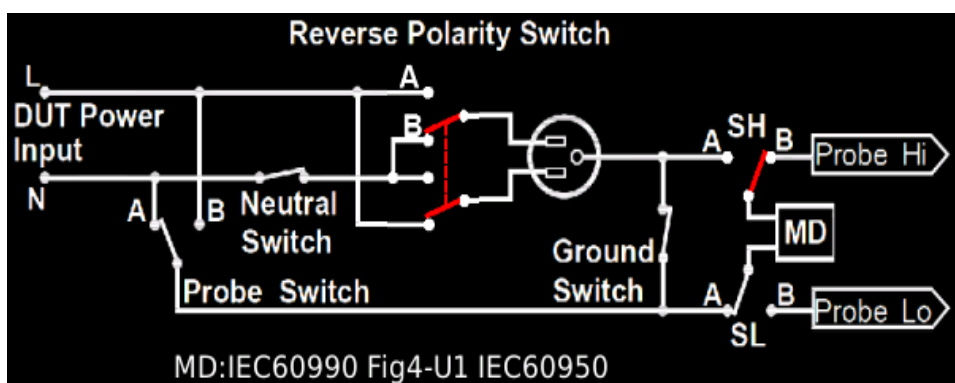 Reverse Polarity Switch
L
A
DUT Power
Input
B
SH
A
B
Probe Hi
N
A
B
Neutral
Switch
MD
Ground
Switch
Probe Switch
A
B
Probe Lo
SL
MD:IEC60990 Fig4-U1 IEC60950